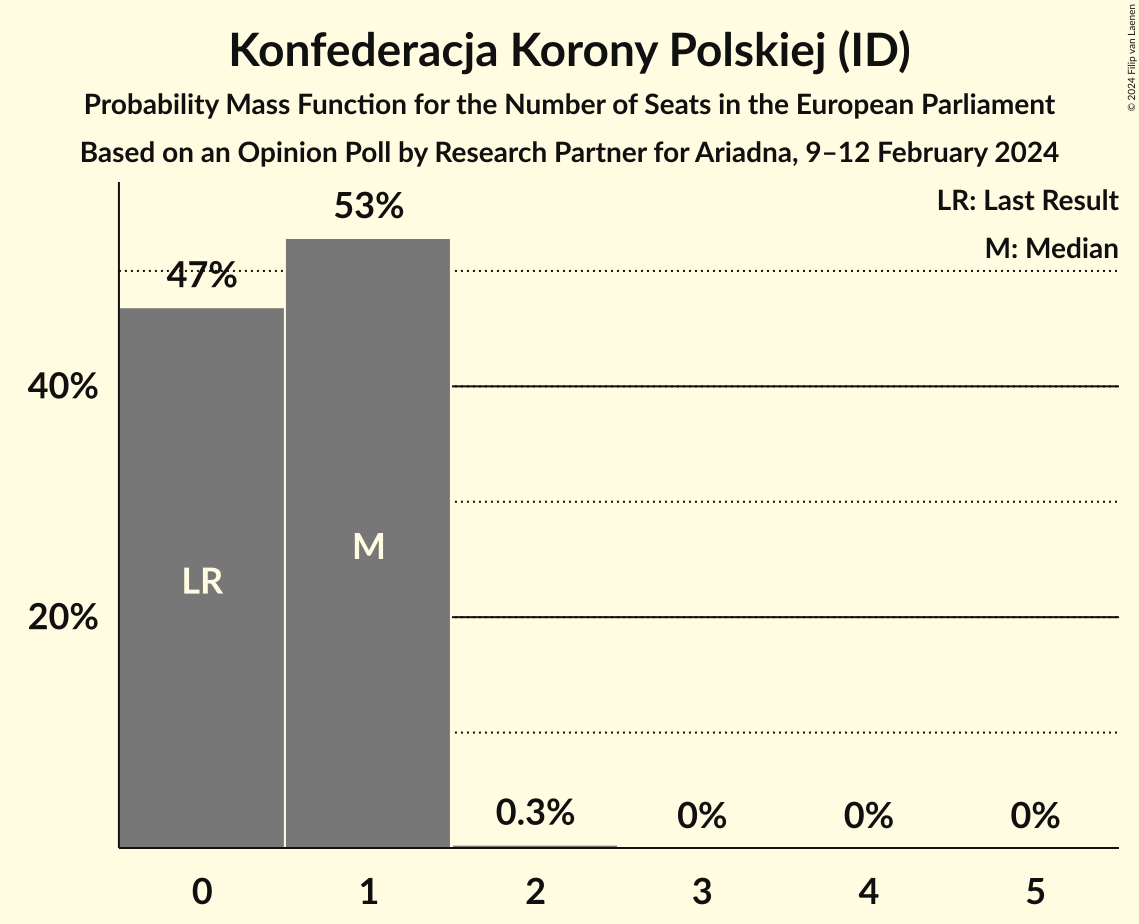 Konfederacja Korony Polskiej (ID)
Probability Mass Function for the Number of Seats in the European Parliament
Based on an Opinion Poll by Research Partner for Ariadna, 9–12 February 2024
© 2024 Filip van Laenen
LR: Last Result
M: Median
53%
47%
40%
20%
LR
M
0.3%
0%
0%
0%
0
1
2
3
4
5